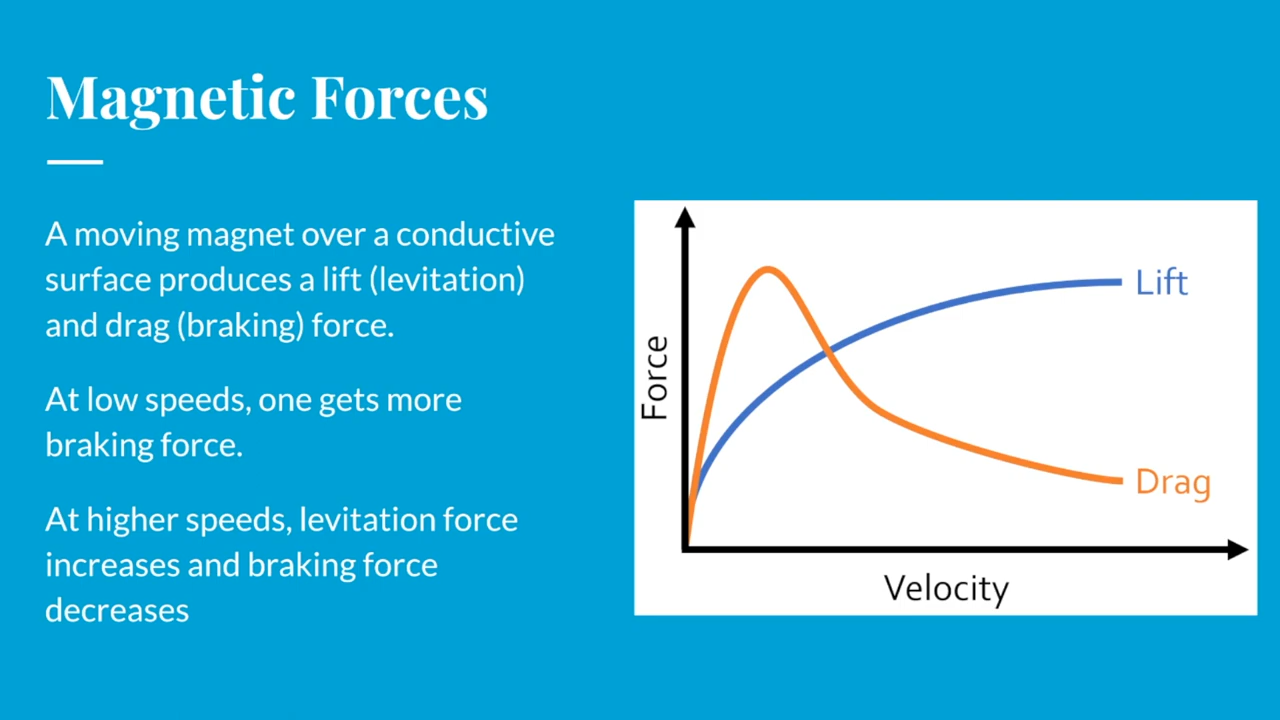 Magnetic Forces
A moving magnet over a conductive
surface produces a lift (levitation)
and drag (braking) force.
At low speeds, one gets more
braking force.
At higher speeds, levitation force
increases and braking force
decreases
Force
Lift
Drag
Velocity